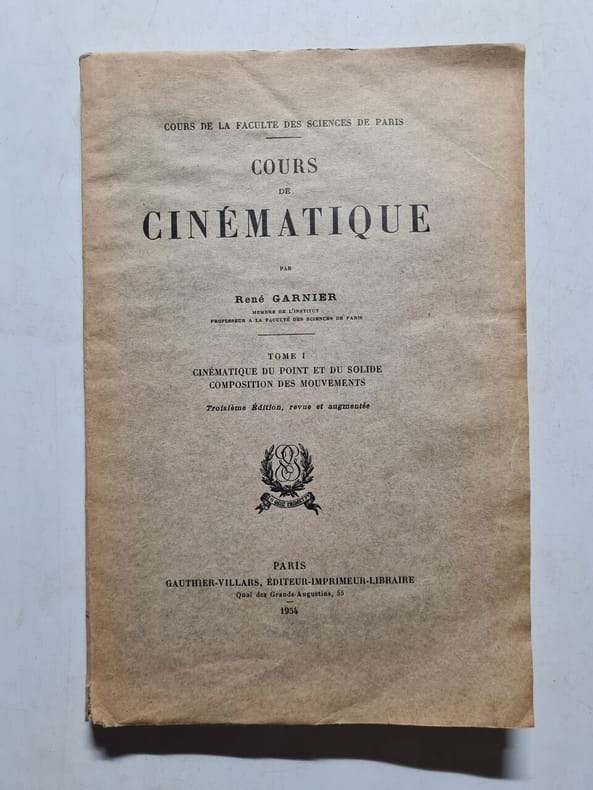 COURS DE LA FACULTE DES SCIENCES DE PARIS
COURS
DE
CINÉMATIQUE
PAR
René GARNIER
MEMBRE DE L'INSTITUT
PROFESSEUR A LA FACULTÉ DES SCIENCES DE PARIS
TOME I
CINÉMATIQUE DU POINT ET DU SOLIDE
COMPOSITION DES MOUVEMENTS
Troisième Édition, revue et augmentée
PARIS
GAUTHIER-VILLARS, ÉDITEUR-IMPRIMEUR-LIBRAIRE
Quai des Grands-Augustins, 55
1954